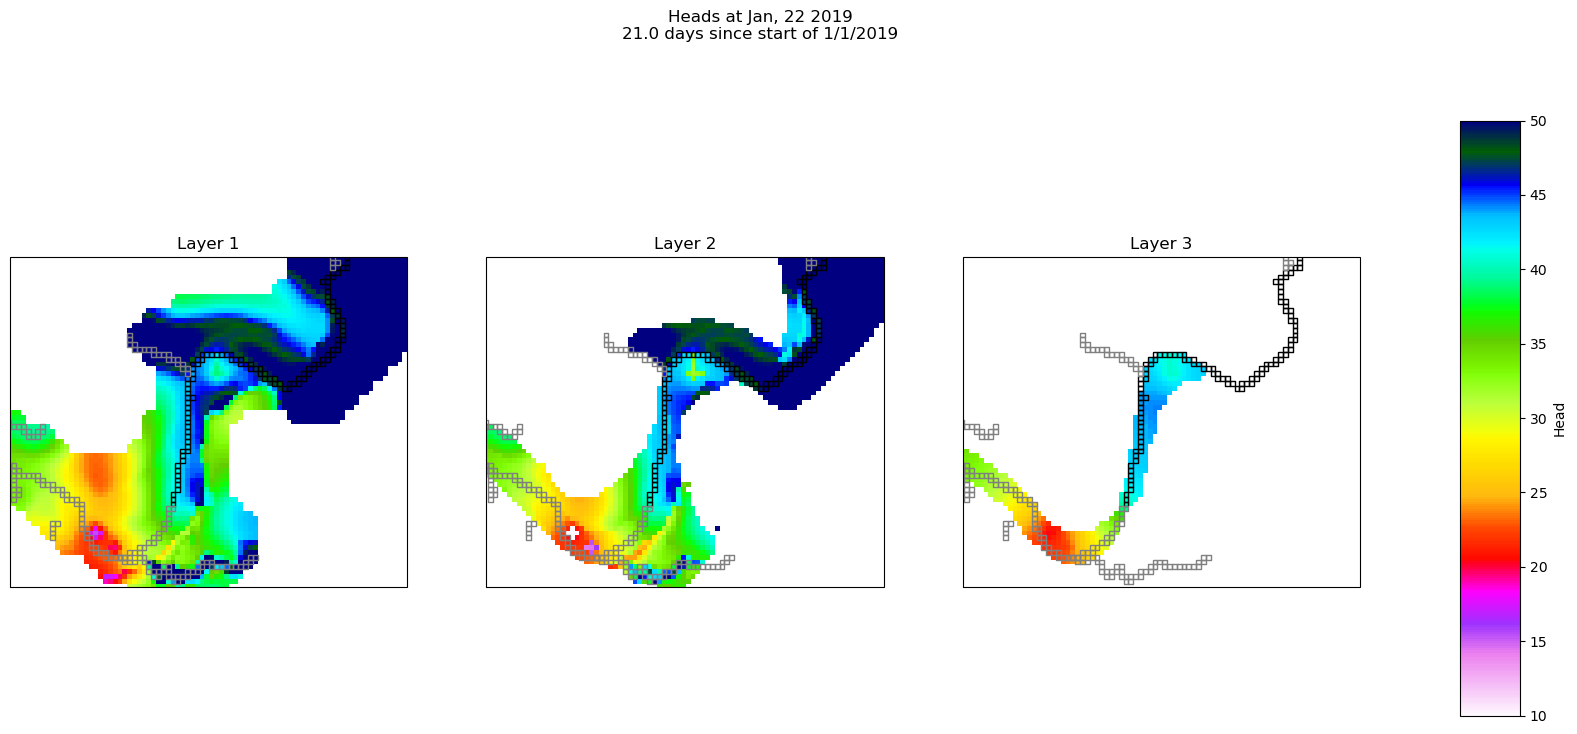 Heads at Jan, 22 2019
21.0 days since start of 1/1/2019
Layer 1
Layer 2
Layer 3
50
45
40
35
30
25
20
15
10
Head